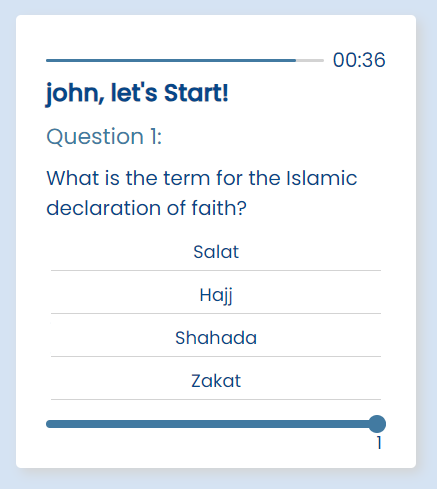 00:36
john, let's Start!
Question 1:
What is the term for the Islamic
declaration of faith?
Salat
Hajj
Shahada
Zakat
1